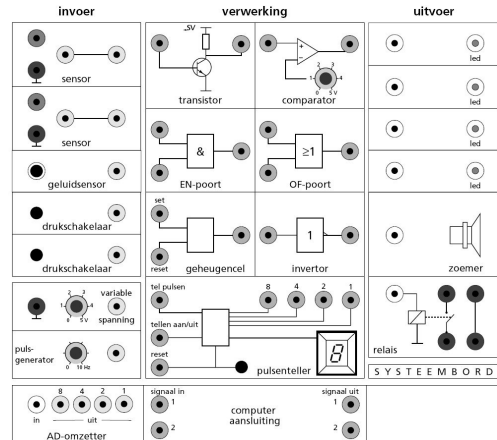 invoer
verwerking
uitvoer
sensor
sensor
geluidsensor
drukschakelaar
drukschakelaar
1 2 3 4
0 5 V
variable
spanning
puls-
generator
0 10 Hz
8 4 2 1
in uit
AD-omzetter
5V
transistor
+
−
1 2 3 4
0 5 V
comparator
&
EN-poort
≥1
OF-poort
set
reset
geheugencel
1
invertor
tel pulsen
8 4 2 1
tellen aan/uit
reset
8
pulsenteller
signaal in
1
2
computer
aansluiting
signaal uit
1
2
led
led
led
led
zoemer
relais
SYSTEEMBORD